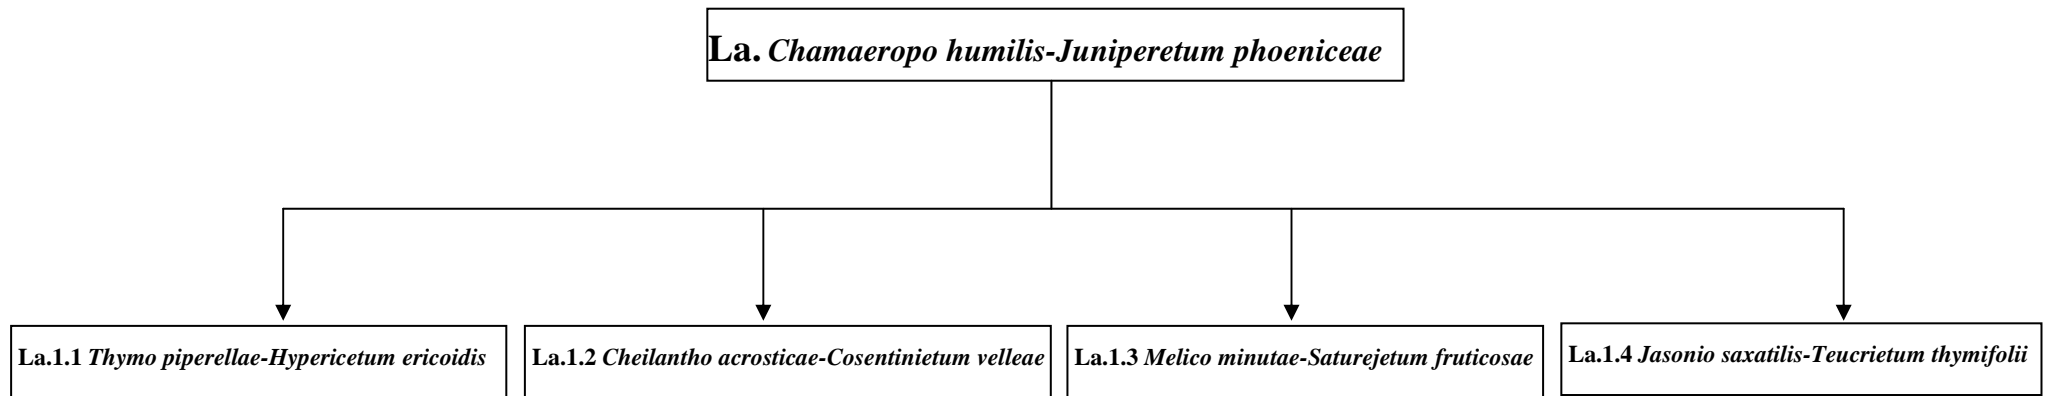 La. Chamaeropo humilis-Juniperetum phoeniceae
La.1.1 Thymo piperellae-Hypericetum ericoidis
La.1.2 Cheilantho acrosticae-Cosentinietum velleae
La.1.3 Melico minutae-Saturejetum fruticosae
La.1.4 Jasonio saxatilis-Teucrietum thymifolii